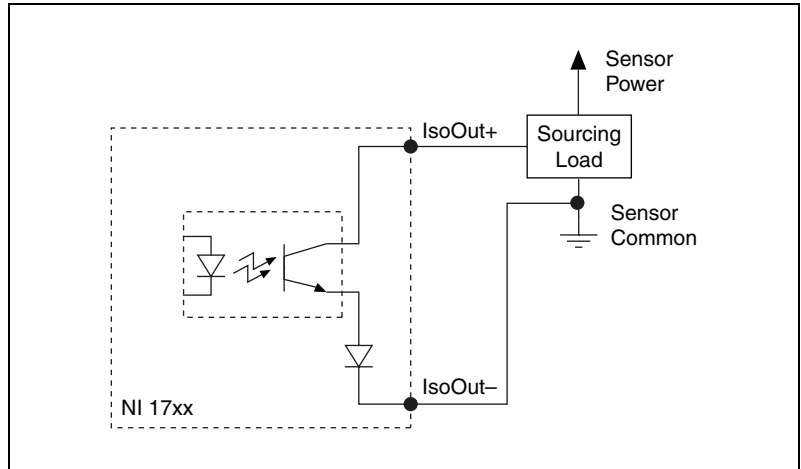 Sensor
Power
IsoOut+
Sourcing
Load
Sensor
Common
IsoOut–
NI 17xx